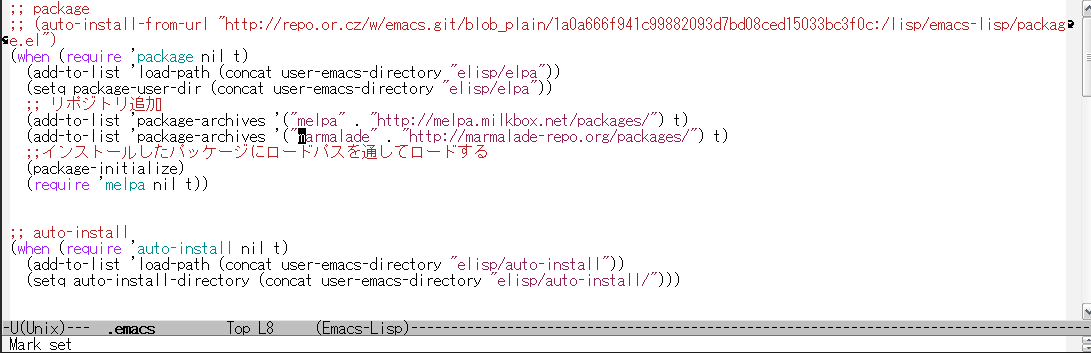 ;; package
;; (auto-install-from-url "http://repo.or.cz/w/emacs.git/blob_plain/1a0a666f941c99882093d7bd08ced15033bc3f0c:/lisp/emacs-lisp/packag
e.el")
(when (require 'package nil t)
  (add-to-list 'load-path (concat user-emacs-directory "elisp/elpa"))
  (setq package-user-dir (concat user-emacs-directory "elisp/elpa"))
  ;; リポジトリ追加
  (add-to-list 'package-archives '("melpa" . "http://melpa.milkbox.net/packages/") t)
  (add-to-list 'package-archives '("marmalade" . "http://marmalade-repo.org/packages/") t)
  ;;インストールしたパッケージにロードパスを通してロードする
  (package-initialize)
  (require 'melpa nil t))
;; auto-install
(when (require 'auto-install nil t)
  (add-to-list 'load-path (concat user-emacs-directory "elisp/auto-install"))
  (setq auto-install-directory (concat user-emacs-directory "elisp/auto-install/")))
-U(Unix)--- .emacs Top L8 (Emacs-Lisp)----------------------------------------
Mark set